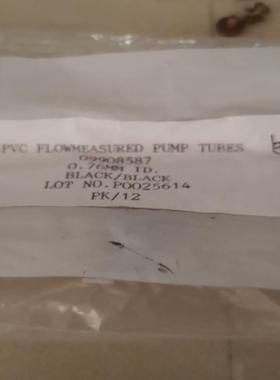 PVC FLOWMEASURED PUMP TUBES
09908587
0.76MM ID.
BLACK/BLACK
LOT NO.P0025614
PK/12